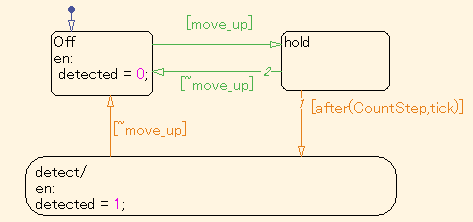 [move_up]
Off
en:
detected = 0;
hold
2
[~move_up]
1
[after(CountStep,tick)]
[~move_up]
detect/
en:
detected = 1;